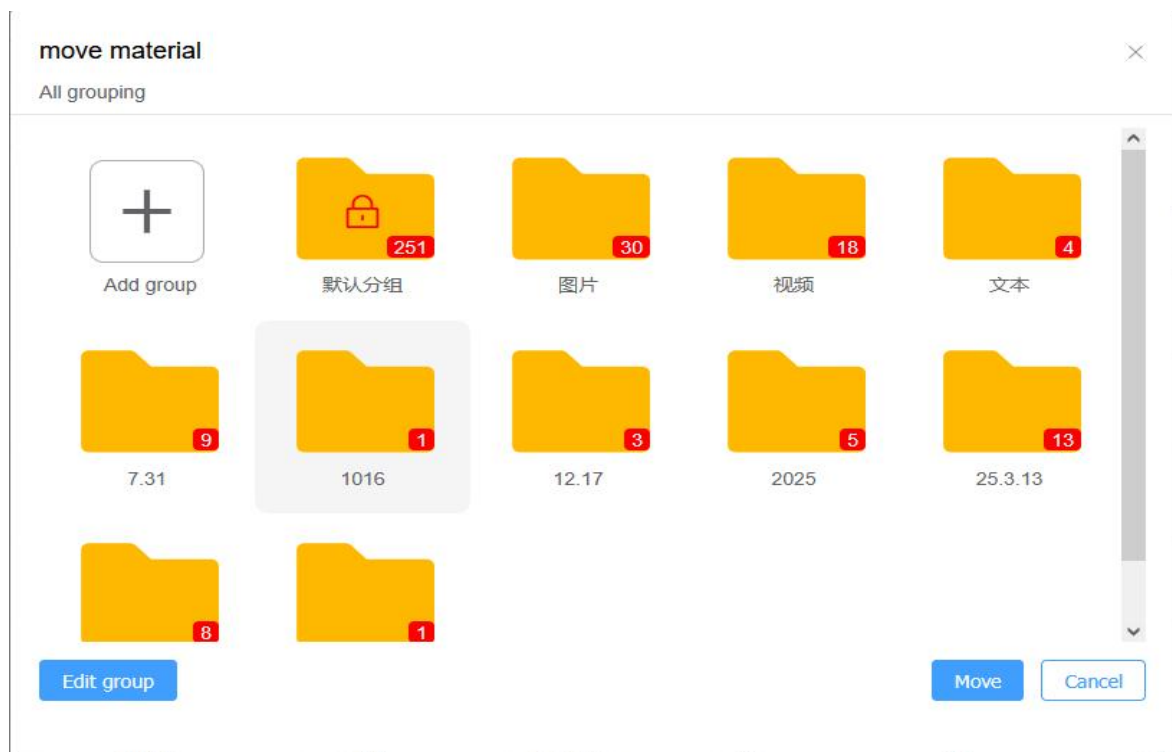 move material
All grouping
251 30 18 4
Add group 默认分组 图片 视频 文本
9 1 3 5 13
7.31 1016 12.17 2025 25.3.13
8 1
Edit group Move Cancel